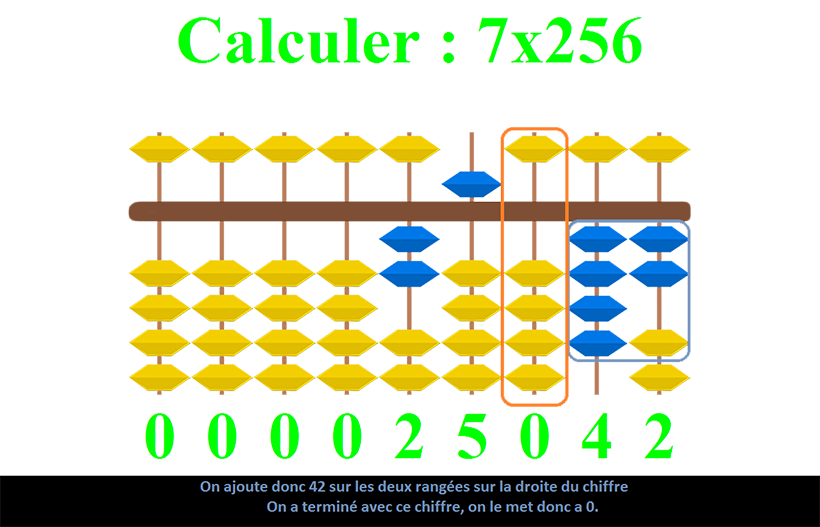 Calculer : 7x256
0 0 0 0 2 5 0 4 2
On ajoute donc 42 sur les deux rangées sur la droite du chiffre
On a terminé avec ce chiffre, on le met donc a 0.